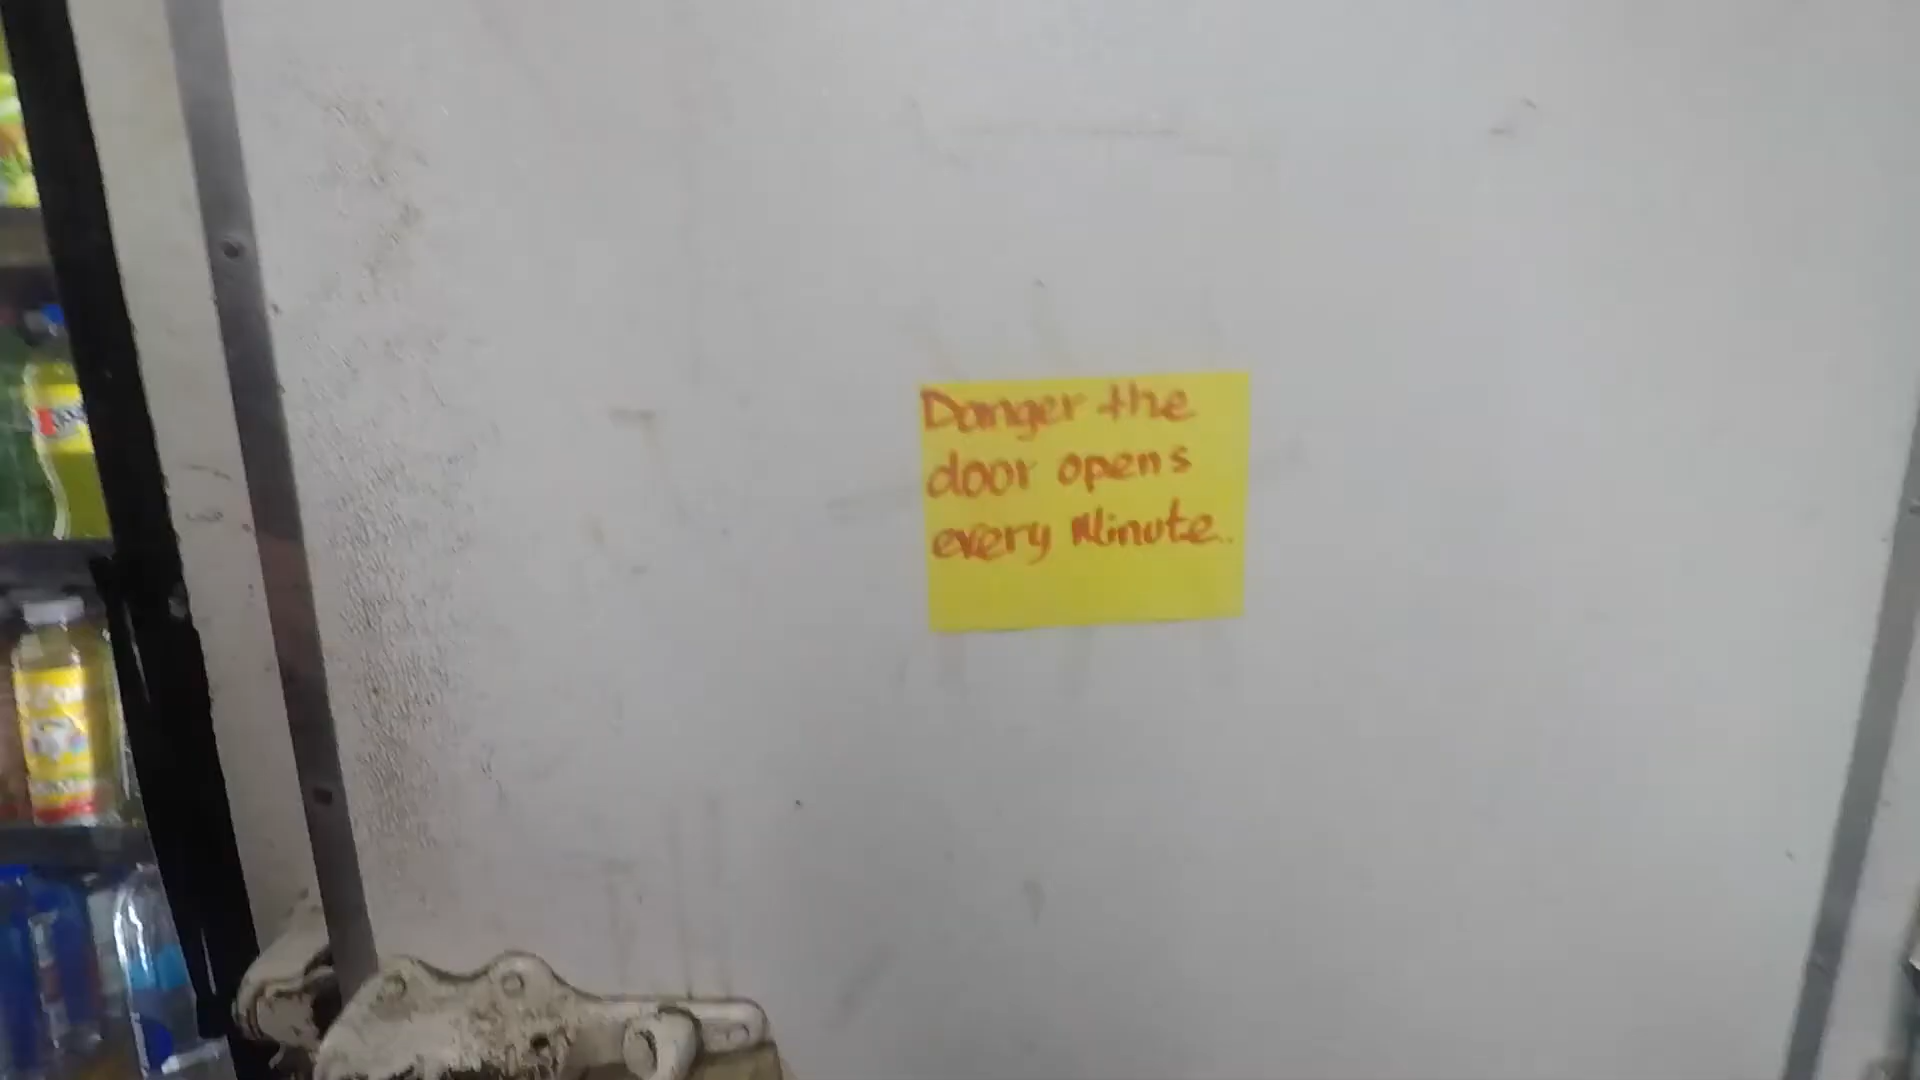 Danger the
door opens
every Minute.